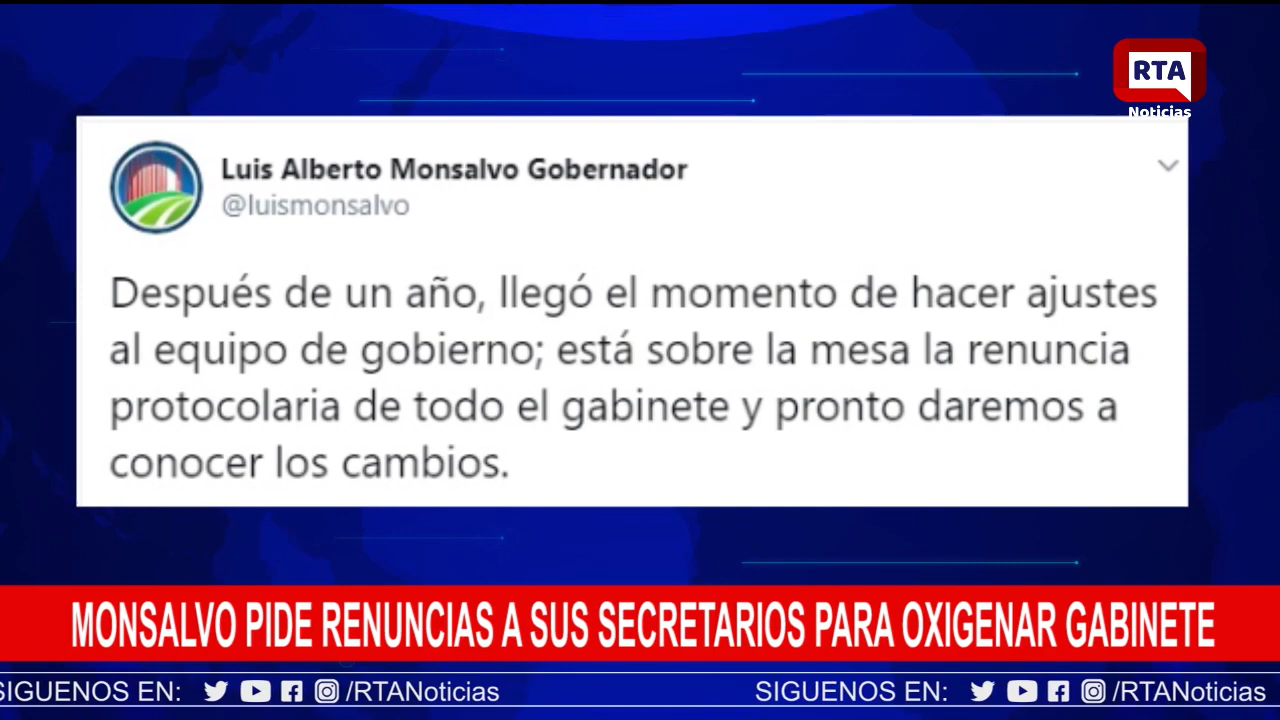 RTA
Noticias
Luis Alberto Monsalvo Gobernador
@luismonsalvo
Después de un año, llegó el momento de hacer ajustes
al equipo de gobierno; está sobre la mesa la renuncia
protocolaria de todo el gabinete y pronto daremos a
conocer los cambios.
MONSALVO PIDE RENUNCIAS A SUS SECRETARIOS PARA OXIGENAR GABINETE
SIGUENOS EN: /RTANoticias SIGUENOS EN: /RTANoticias